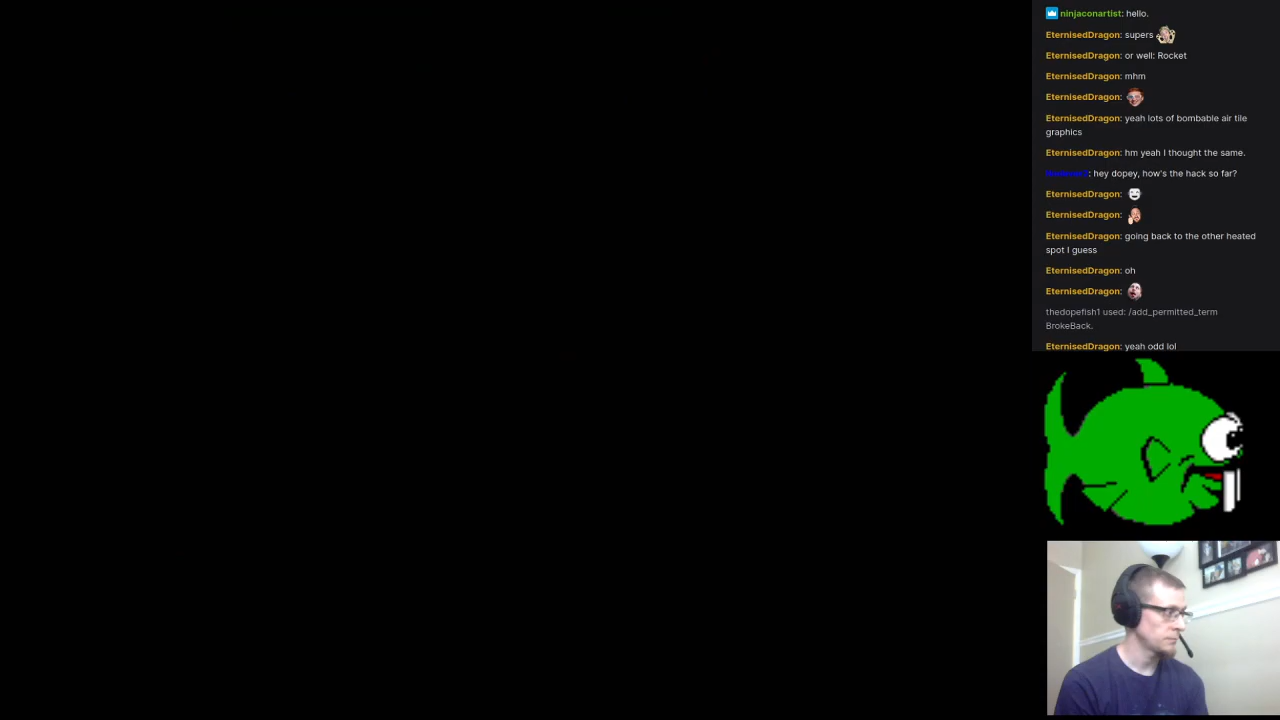 ninjaconartist: hello.
EternisedDragon: supers
EternisedDragon: or well: Rocket
EternisedDragon: mhm
EternisedDragon:
EternisedDragon: yeah lots of bombable air tile
graphics
EternisedDragon: hm yeah I thought the same.
: hey dopey, how's the hack so far?
EternisedDragon:
EternisedDragon:
EternisedDragon: going back to the other heated
spot I guess
EternisedDragon: oh
EternisedDragon:
thedopefish1 used: /add_permitted_term
BrokeBack.
EternisedDragon: yeah odd lol